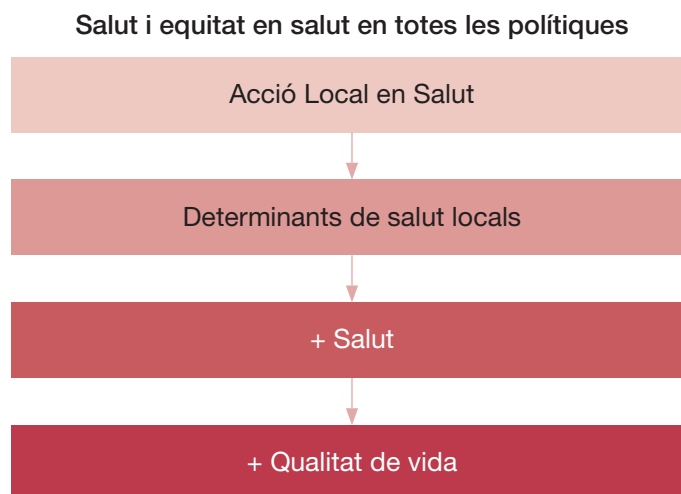 Salut i equitat en salut en totes les polítiques
Acció Local en Salut
Determinants de salut locals
+ Salut
+ Qualitat de vida